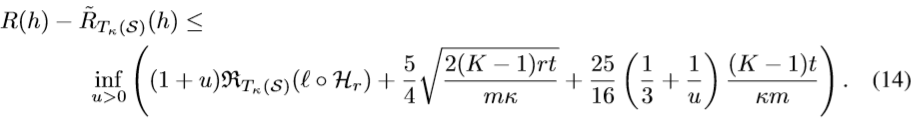 R(h) − R̃_{T_κ(𝒮)}(h) ≤
inf_{u>0} ( (1 + u)ℜ_{T_κ(𝒮)}(ℓ ∘ ℋ_r) + 5/4 √(2(K − 1)rt / mκ) + 25/16 (1/3 + 1/u) (K − 1)t / κm ) . (14)